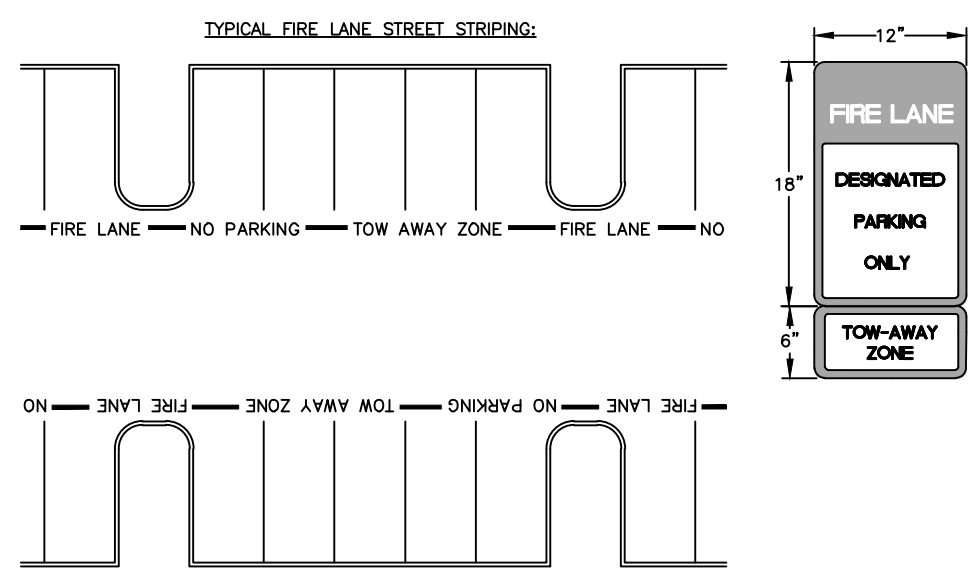 TYPICAL FIRE LANE STREET STRIPING:
FIRE LANE NO PARKING TOW AWAY ZONE FIRE LANE NO
NO FIRE LANE TOW AWAY ZONE NO PARKING FIRE LANE
12"
18"
6"
FIRE LANE
DESIGNATED
PARKING
ONLY
TOW-AWAY
ZONE